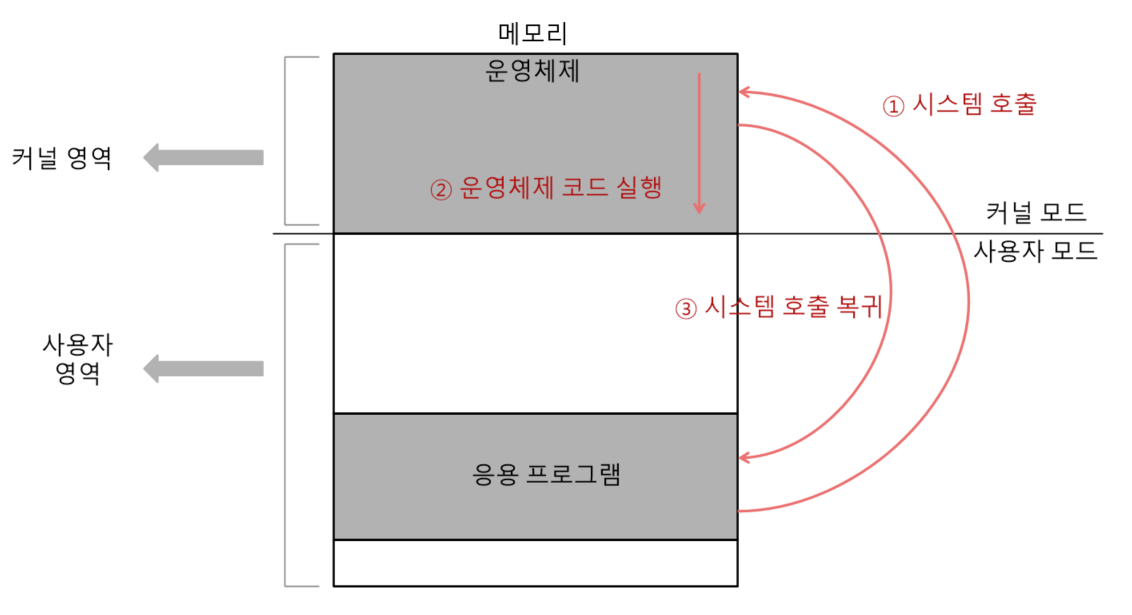 메모리
운영체제
① 시스템 호출
커널 영역
② 운영체제 코드 실행
커널 모드
사용자 모드
③ 시스템 호출 복귀
사용자
영역
응용 프로그램